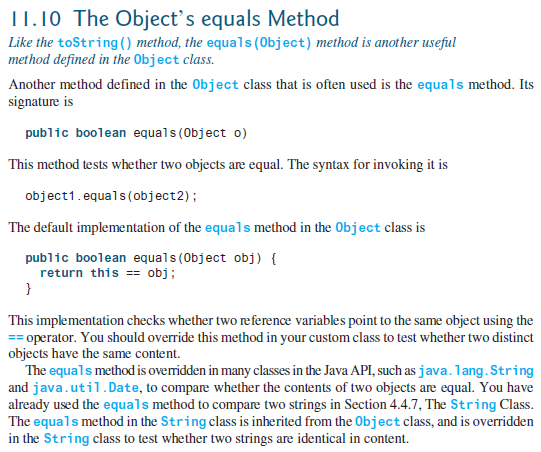 11.10 The Object's equals Method
Like the toString() method, the equals(Object) method is another useful
method defined in the Object class.
Another method defined in the Object class that is often used is the equals method. Its
signature is
public boolean equals(Object o)
This method tests whether two objects are equal. The syntax for invoking it is
object1.equals(object2);
The default implementation of the equals method in the Object class is
public boolean equals(Object obj) {
return this == obj;
}
This implementation checks whether two reference variables point to the same object using the
== operator. You should override this method in your custom class to test whether two distinct
objects have the same content.
The equals method is overridden in many classes in the Java API, such as java.lang.String
and java.util.Date, to compare whether the contents of two objects are equal. You have
already used the equals method to compare two strings in Section 4.4.7, The String Class.
The equals method in the String class is inherited from the Object class, and is overridden
in the String class to test whether two strings are identical in content.